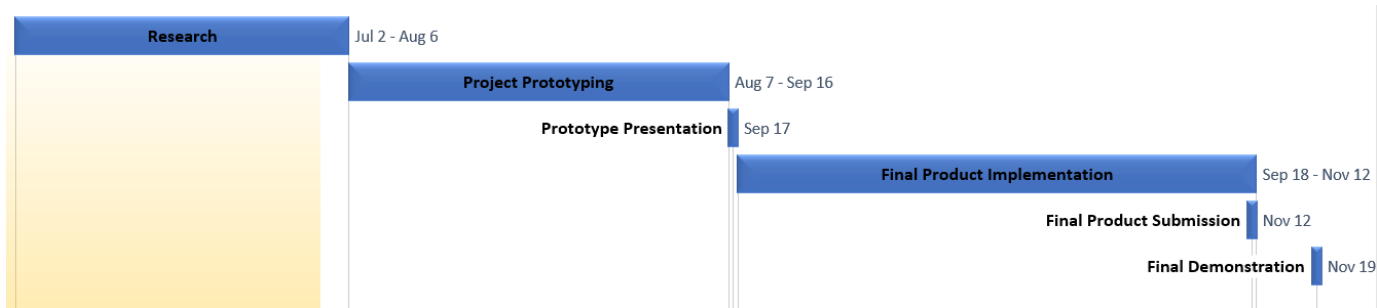 Research Jul 2 - Aug 6
Project Prototyping Aug 7 - Sep 16
Prototype Presentation Sep 17
Final Product Implementation Sep 18 - Nov 12
Final Product Submission Nov 12
Final Demonstration Nov 19